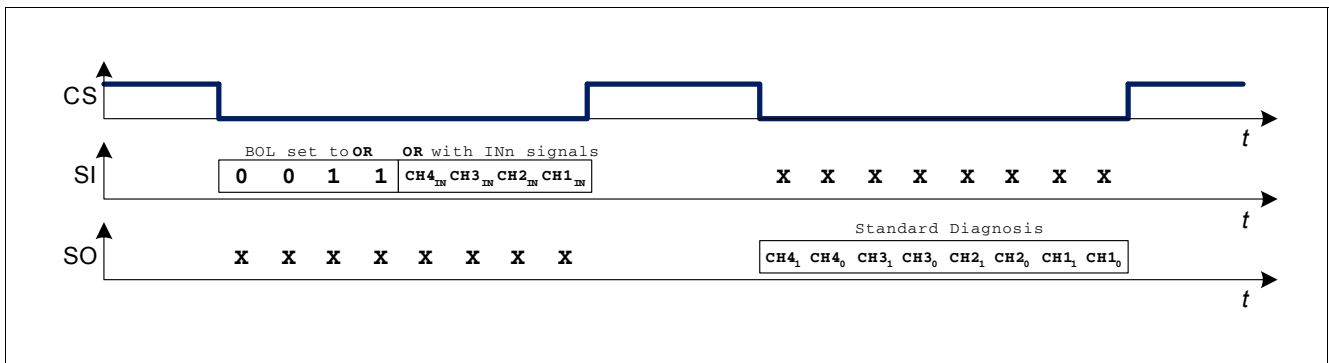 CS
t
BOL set to OR OR with INn signals
SI 0 0 1 1 CH4IN CH3IN CH2IN CH1IN X X X X X X X X
t
Standard Diagnosis
SO X X X X X X X X CH41 CH40 CH31 CH30 CH21 CH20 CH11 CH10
t